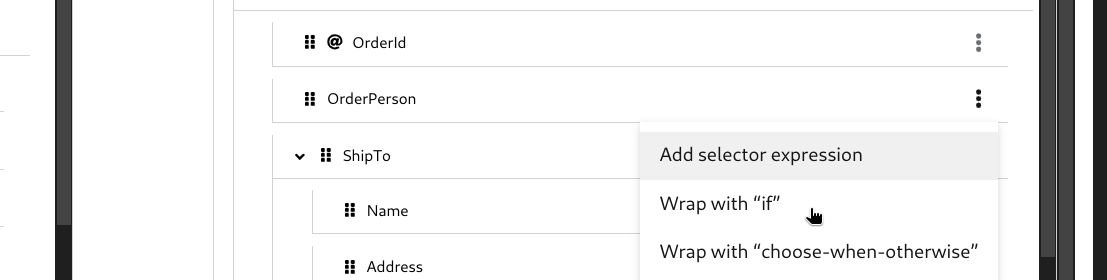 @ OrderId
OrderPerson
ShipTo
Add selector expression
Name
Wrap with “if”
Wrap with “choose-when-otherwise”
Address